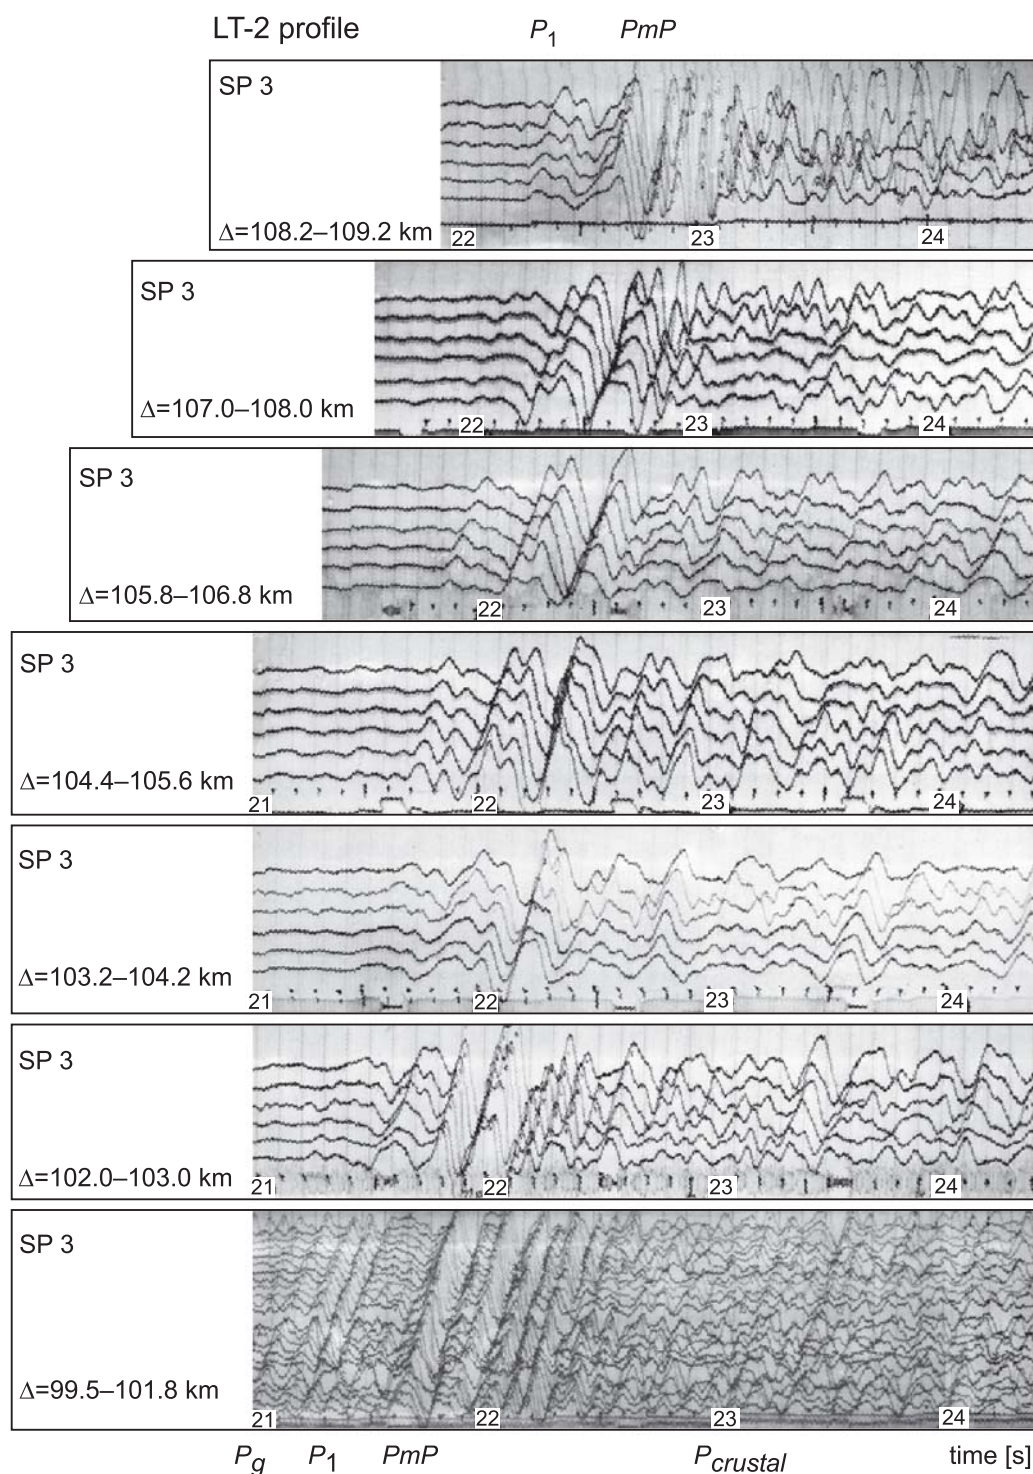 LT-2 profile P1 PmP
SP 3
Δ=108.2–109.2 km
22 23 24
SP 3
Δ=107.0–108.0 km
22 23 24
SP 3
Δ=105.8–106.8 km
22 23 24
SP 3
Δ=104.4–105.6 km
21 22 23 24
SP 3
Δ=103.2–104.2 km
21 22 23 24
SP 3
Δ=102.0–103.0 km
21 22 23 24
SP 3
Δ=99.5–101.8 km
21 22 23 24
Pg P1 PmP Pcrustal time [s]